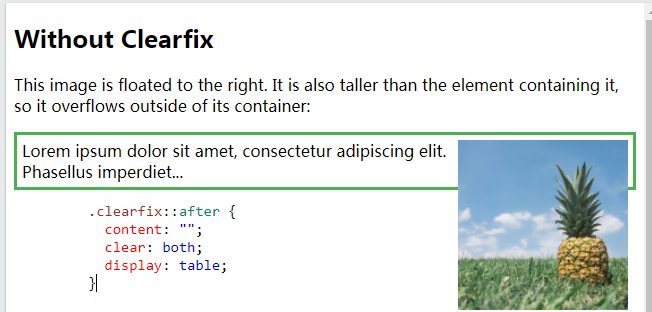 Without Clearfix
This image is floated to the right. It is also taller than the element containing it,
so it overflows outside of its container:
Lorem ipsum dolor sit amet, consectetur adipiscing elit.
Phasellus imperdiet...
.clearfix::after {
  content: "";
  clear: both;
  display: table;
}